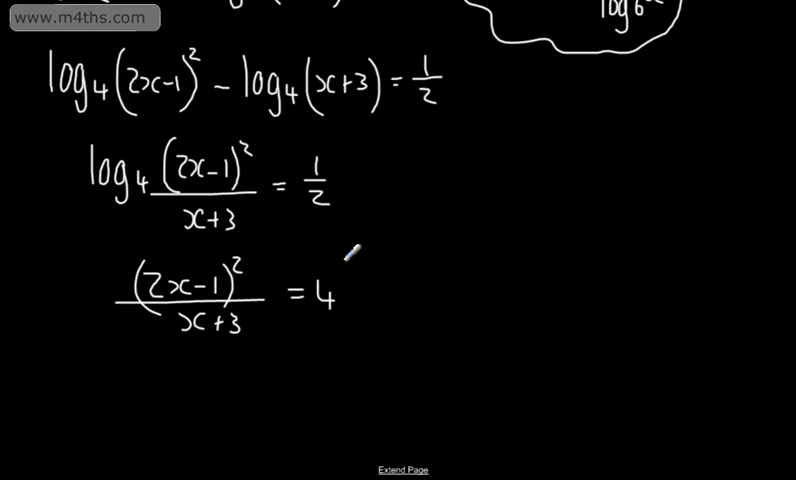 www.m4ths.com
log6
log₄(2x-1)² - log₄(x+3) = 1/2
log₄ (2x-1)²/x+3 = 1/2
(2x-1)²/x+3 = 4
Extend Page